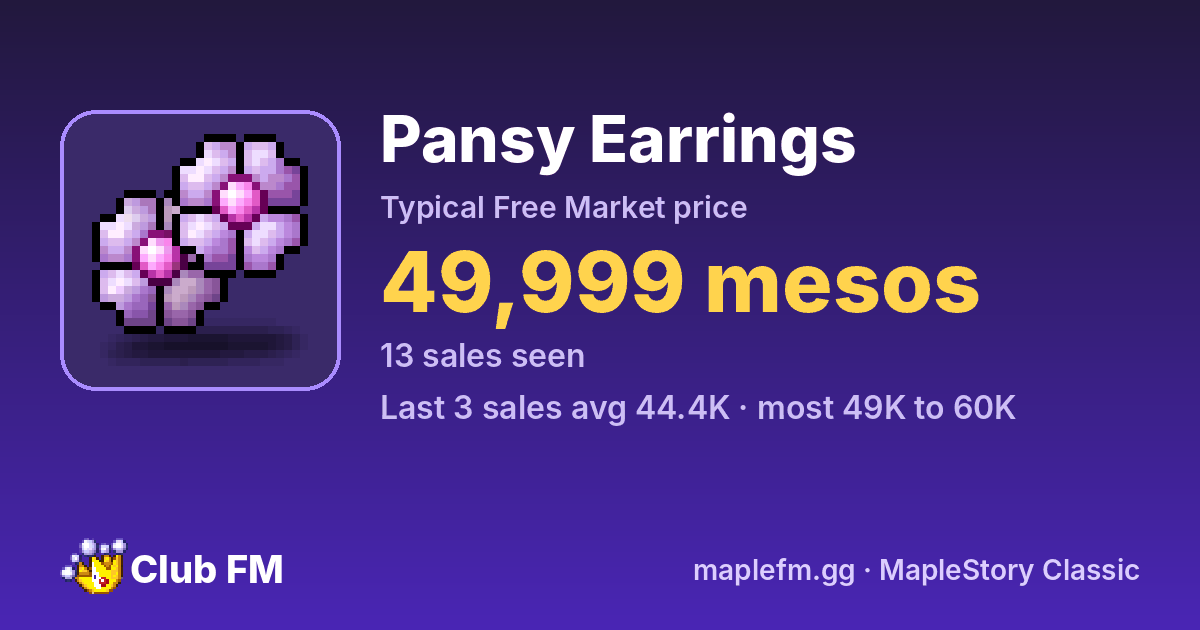 Pansy Earrings
Typical Free Market price
49,999 mesos
13 sales seen
Last 3 sales avg 44.4K · most 49K to 60K
Club FM
maplefm.gg · MapleStory Classic